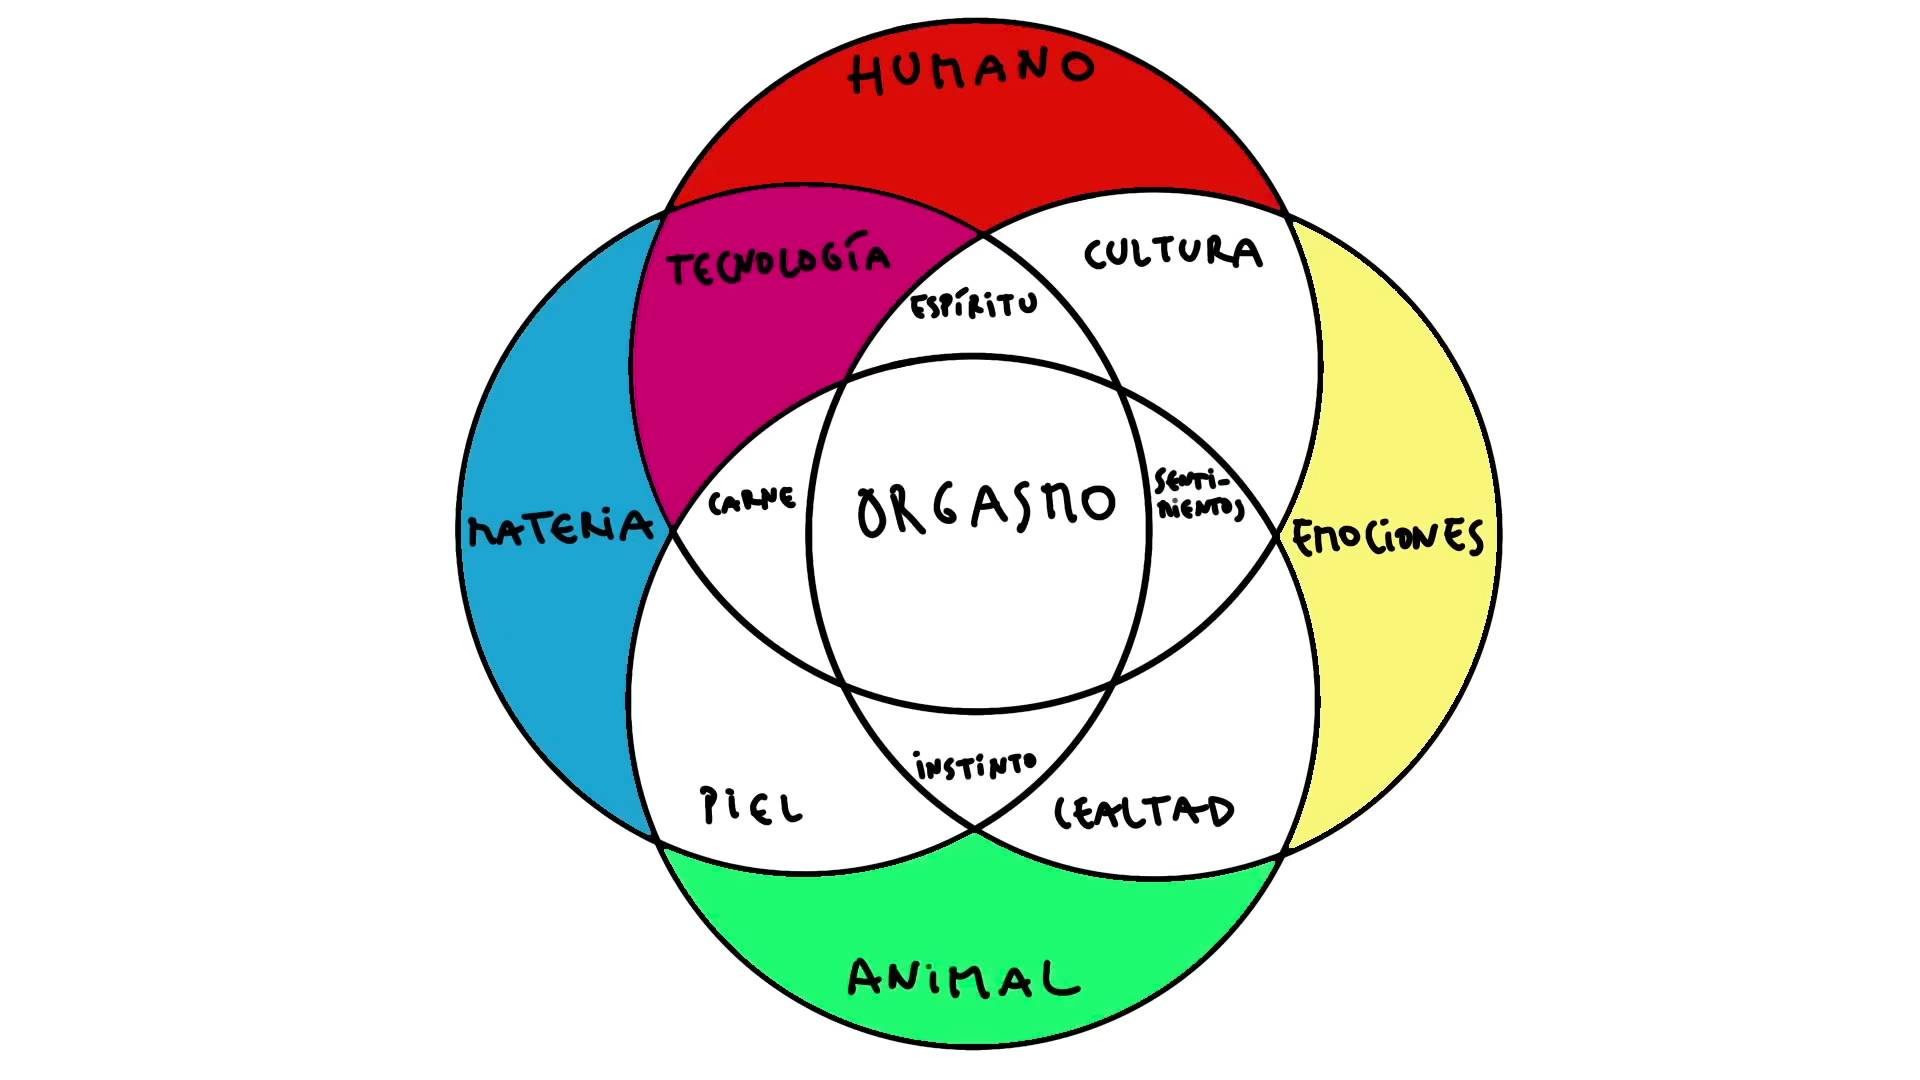 HUMANO
TECNOLOGÍA
CULTURA
ESPÍRITU
CARNE
ORGASMO
SENTI-
MIENTOS
MATERIA
EMOCIONES
INSTINTO
PIEL
LEALTAD
ANIMAL